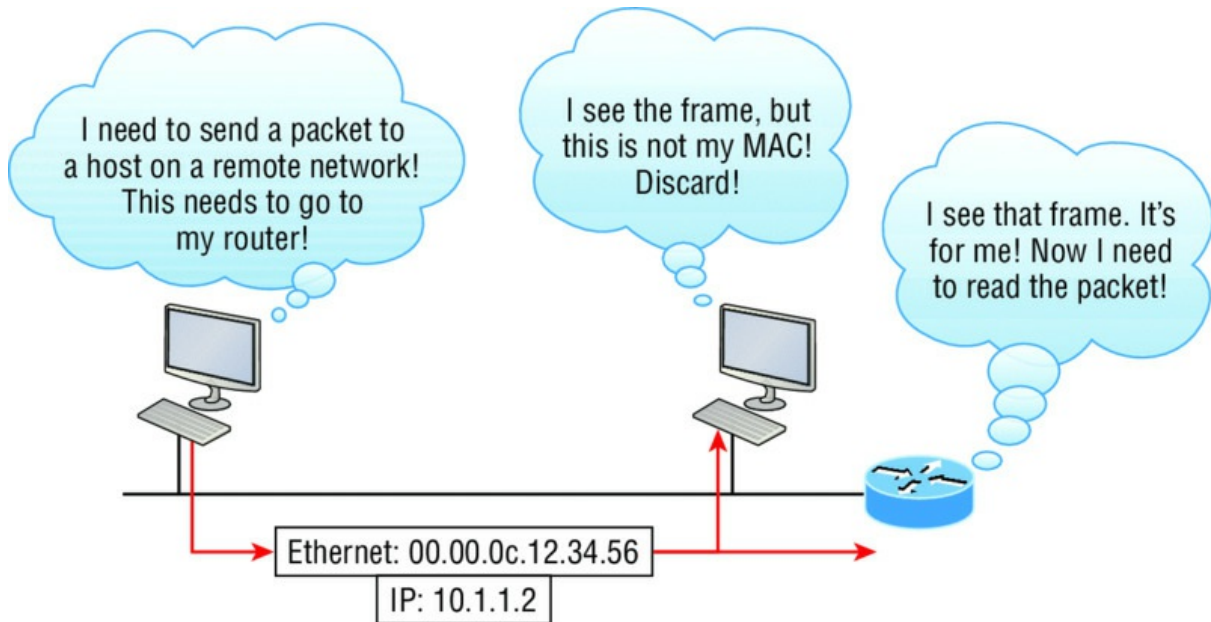 I need to send a packet to
a host on a remote network!
This needs to go to
my router!
I see the frame, but
this is not my MAC!
Discard!
I see that frame. It's
for me! Now I need
to read the packet!
Ethernet: 00.00.0c.12.34.56
IP: 10.1.1.2